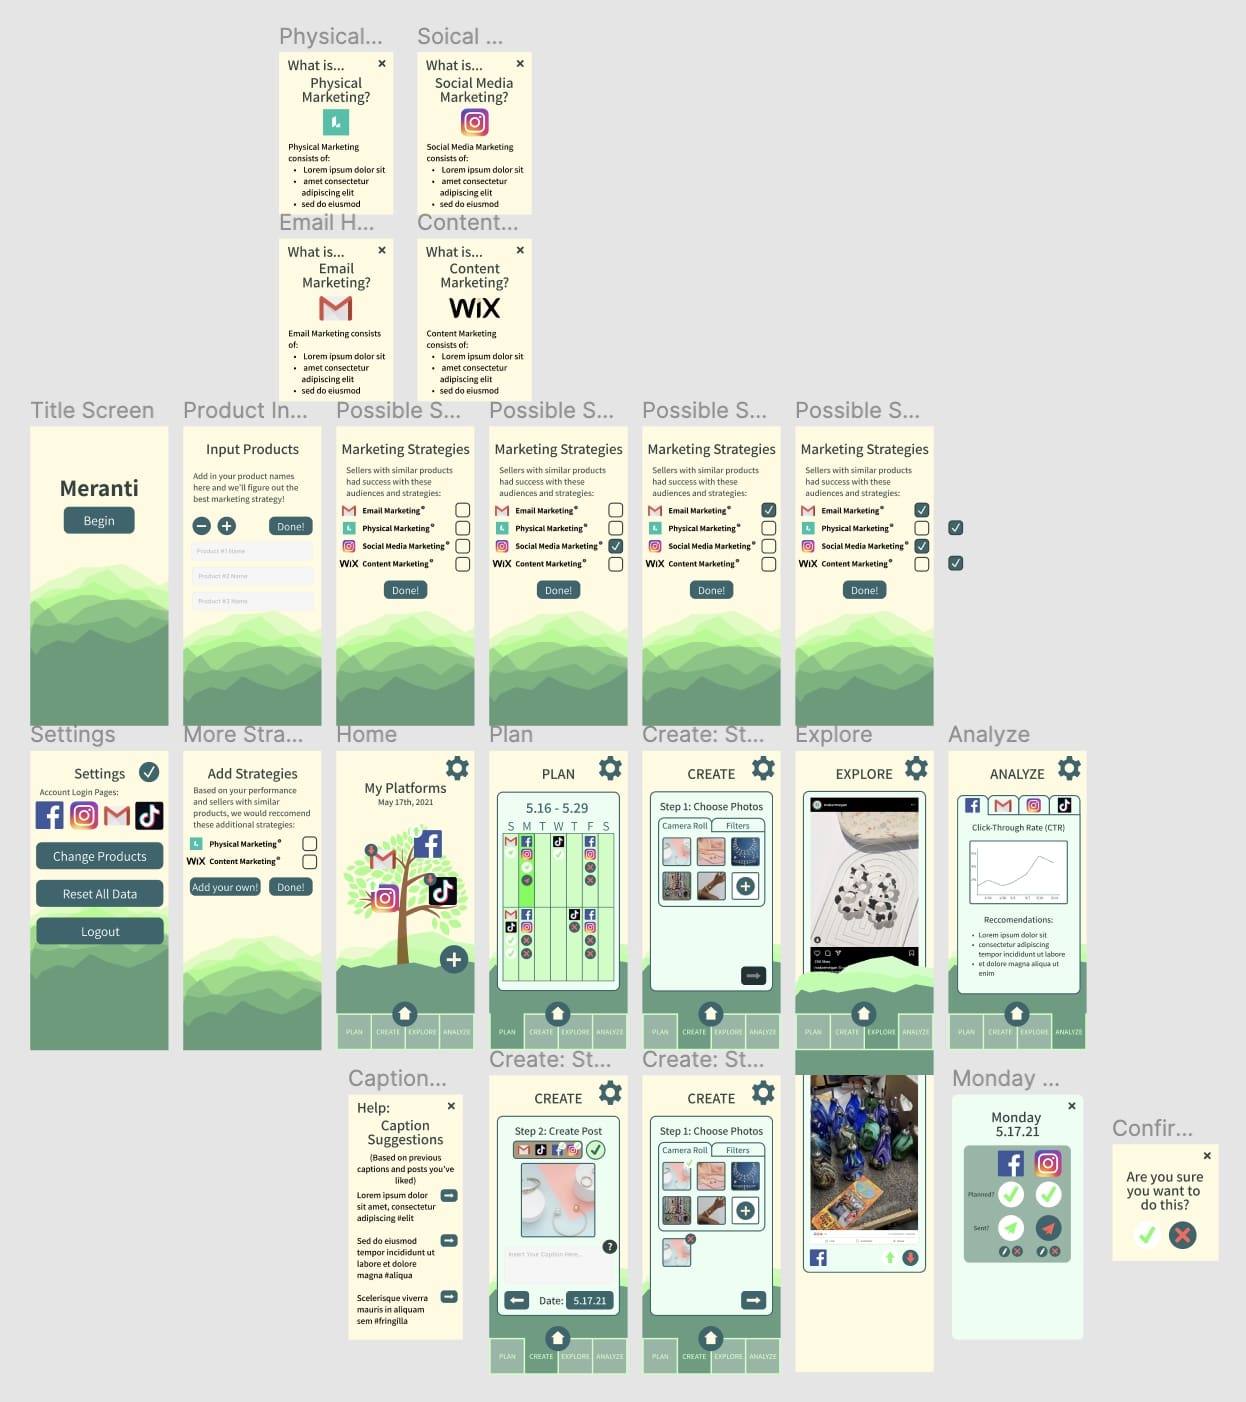 Physical...
Soical ...
What is...
Physical
Marketing?
Physical Marketing
consists of:
• Lorem ipsum dolor sit
• amet consectetur
adipiscing elit
• sed do eiusmod
What is...
Social Media
Marketing?
Social Media Marketing
consists of:
• Lorem ipsum dolor sit
• amet consectetur
adipiscing elit
• sed do eiusmod
Email H...
Content...
What is...
Email
Marketing?
Email Marketing consists
of:
• Lorem ipsum dolor sit
• amet consectetur
adipiscing elit
• sed do eiusmod
What is...
Content
Marketing?
WiX
Content Marketing
consists of:
• Lorem ipsum dolor sit
• amet consectetur
adipiscing elit
• sed do eiusmod
Title Screen
Product In...
Possible S...
Possible S...
Possible S...
Possible S...
Meranti
Begin
Input Products
Add in your product names
here and we'll figure out the
best marketing strategy!
Done!
Product #1 Name
Product #2 Name
Product #3 Name
Marketing Strategies
Sellers with similar products
had success with these
audiences and strategies:
Email Marketing
Physical Marketing
Social Media Marketing
WiX Content Marketing
Done!
Marketing Strategies
Sellers with similar products
had success with these
audiences and strategies:
Email Marketing
Physical Marketing
Social Media Marketing
WiX Content Marketing
Done!
Marketing Strategies
Sellers with similar products
had success with these
audiences and strategies:
Email Marketing
Physical Marketing
Social Media Marketing
WiX Content Marketing
Done!
Marketing Strategies
Sellers with similar products
had success with these
audiences and strategies:
Email Marketing
Physical Marketing
Social Media Marketing
WiX Content Marketing
Done!
Settings
More Stra...
Home
Plan
Create: St...
Explore
Analyze
Settings
Account Login Pages:
Change Products
Reset All Data
Logout
Add Strategies
Based on your performance
and sellers with similar
products, we would reccomend
these additional strategies:
Physical Marketing
WiX Content Marketing
Add your own!
Done!
My Platforms
May 17th, 2021
PLAN CREATE EXPLORE ANALYZE
PLAN
5.16 - 5.29
S M T W T F S
PLAN CREATE EXPLORE ANALYZE
CREATE
Step 1: Choose Photos
Camera Roll Filters
PLAN CREATE EXPLORE ANALYZE
EXPLORE
PLAN CREATE EXPLORE ANALYZE
ANALYZE
Click-Through Rate (CTR)
Reccomendations:
• Lorem ipsum dolor sit
• consectetur adipiscing
tempor incididunt ut labore
• et dolore magna aliqua ut
enim
PLAN CREATE EXPLORE ANALYZE
Caption...
Create: St...
Create: St...
Monday ...
Confir...
Help:
Caption
Suggestions
(Based on previous
captions and posts you've
liked)
Lorem ipsum dolor
sit amet, consectetur
adipiscing #elit
Sed do eiusmod
tempor incididunt ut
labore et dolore
magna #aliqua
Scelerisque viverra
mauris in aliquam
sem #fringilla
CREATE
Step 2: Create Post
Insert Your Caption Here...
?
Date: 5.17.21
PLAN CREATE EXPLORE ANALYZE
CREATE
Step 1: Choose Photos
Camera Roll Filters
PLAN CREATE EXPLORE ANALYZE
Monday
5.17.21
Planned?
Sent?
Are you sure
you want to
do this?